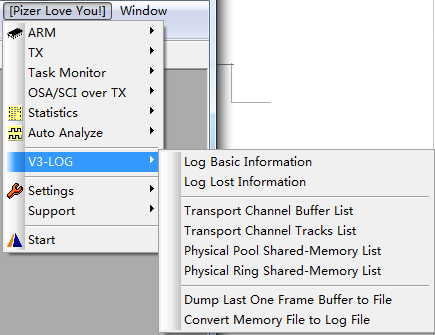 [Pizer Love You!] Window
ARM
TX
Task Monitor
OSA/SCI over TX
Statistics
Auto Analyze
V3-LOG
Settings
Support
Start
Log Basic Information
Log Lost Information
Transport Channel Buffer List
Transport Channel Tracks List
Physical Pool Shared-Memory List
Physical Ring Shared-Memory List
Dump Last One Frame Buffer to File
Convert Memory File to Log File